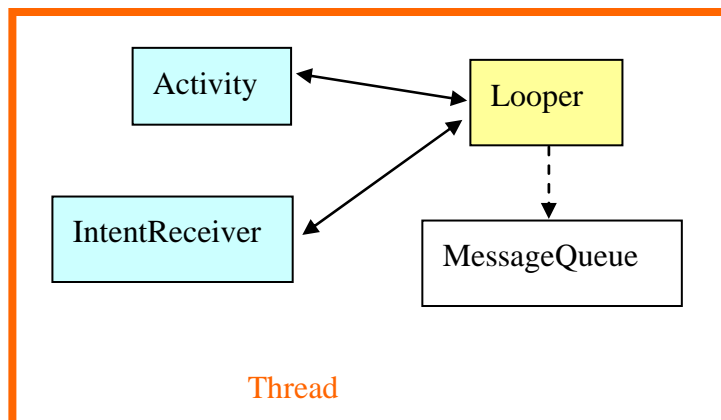 Activity
Looper
IntentReceiver
MessageQueue
Thread